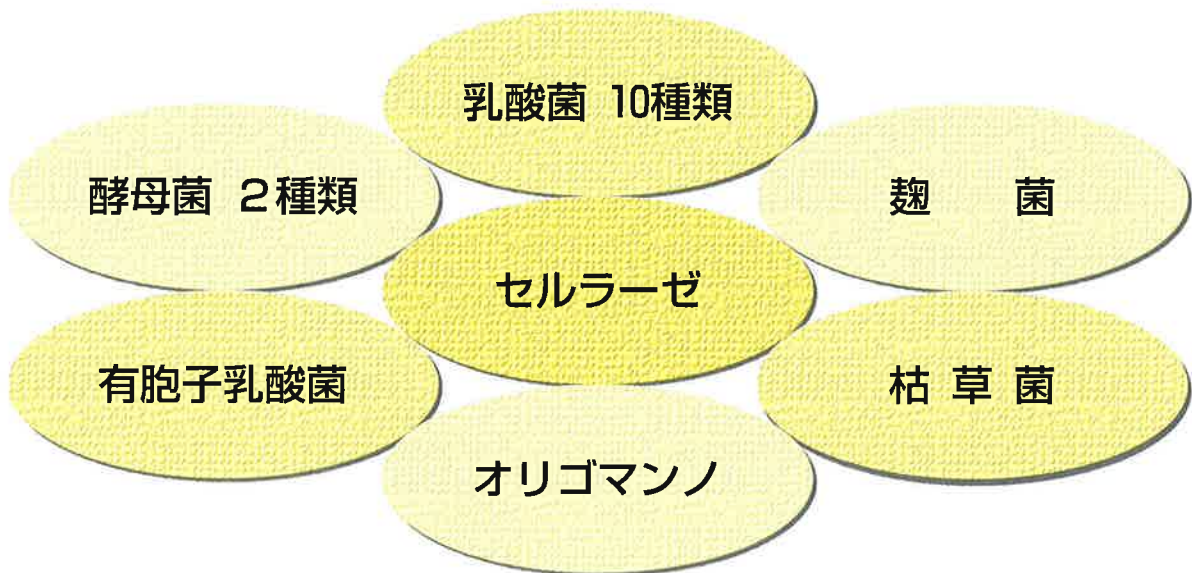 乳酸菌 10種類
酵母菌 2種類
麹 菌
セルラーゼ
有胞子乳酸菌
枯 草 菌
オリゴマンノ